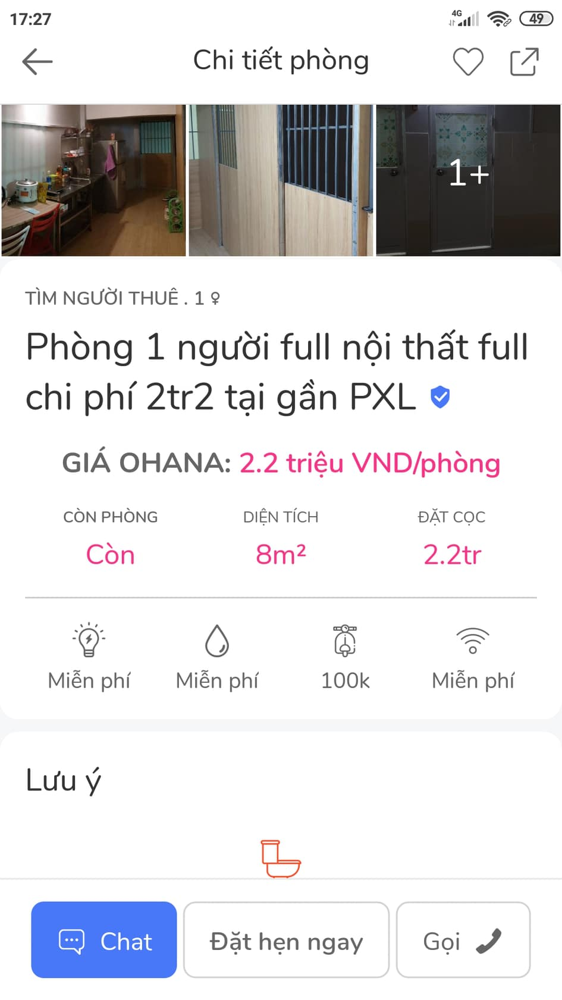 17:27
4G
49
Chi tiết phòng
1+
TÌM NGƯỜI THUÊ . 1 ♀
Phòng 1 người full nội thất full
chi phí 2tr2 tại gần PXL
GIÁ OHANA: 2.2 triệu VND/phòng
CÒN PHÒNG DIỆN TÍCH ĐẶT CỌC
Còn 8m² 2.2tr
Miễn phí Miễn phí 100k Miễn phí
Lưu ý
Chat Đặt hẹn ngay Gọi